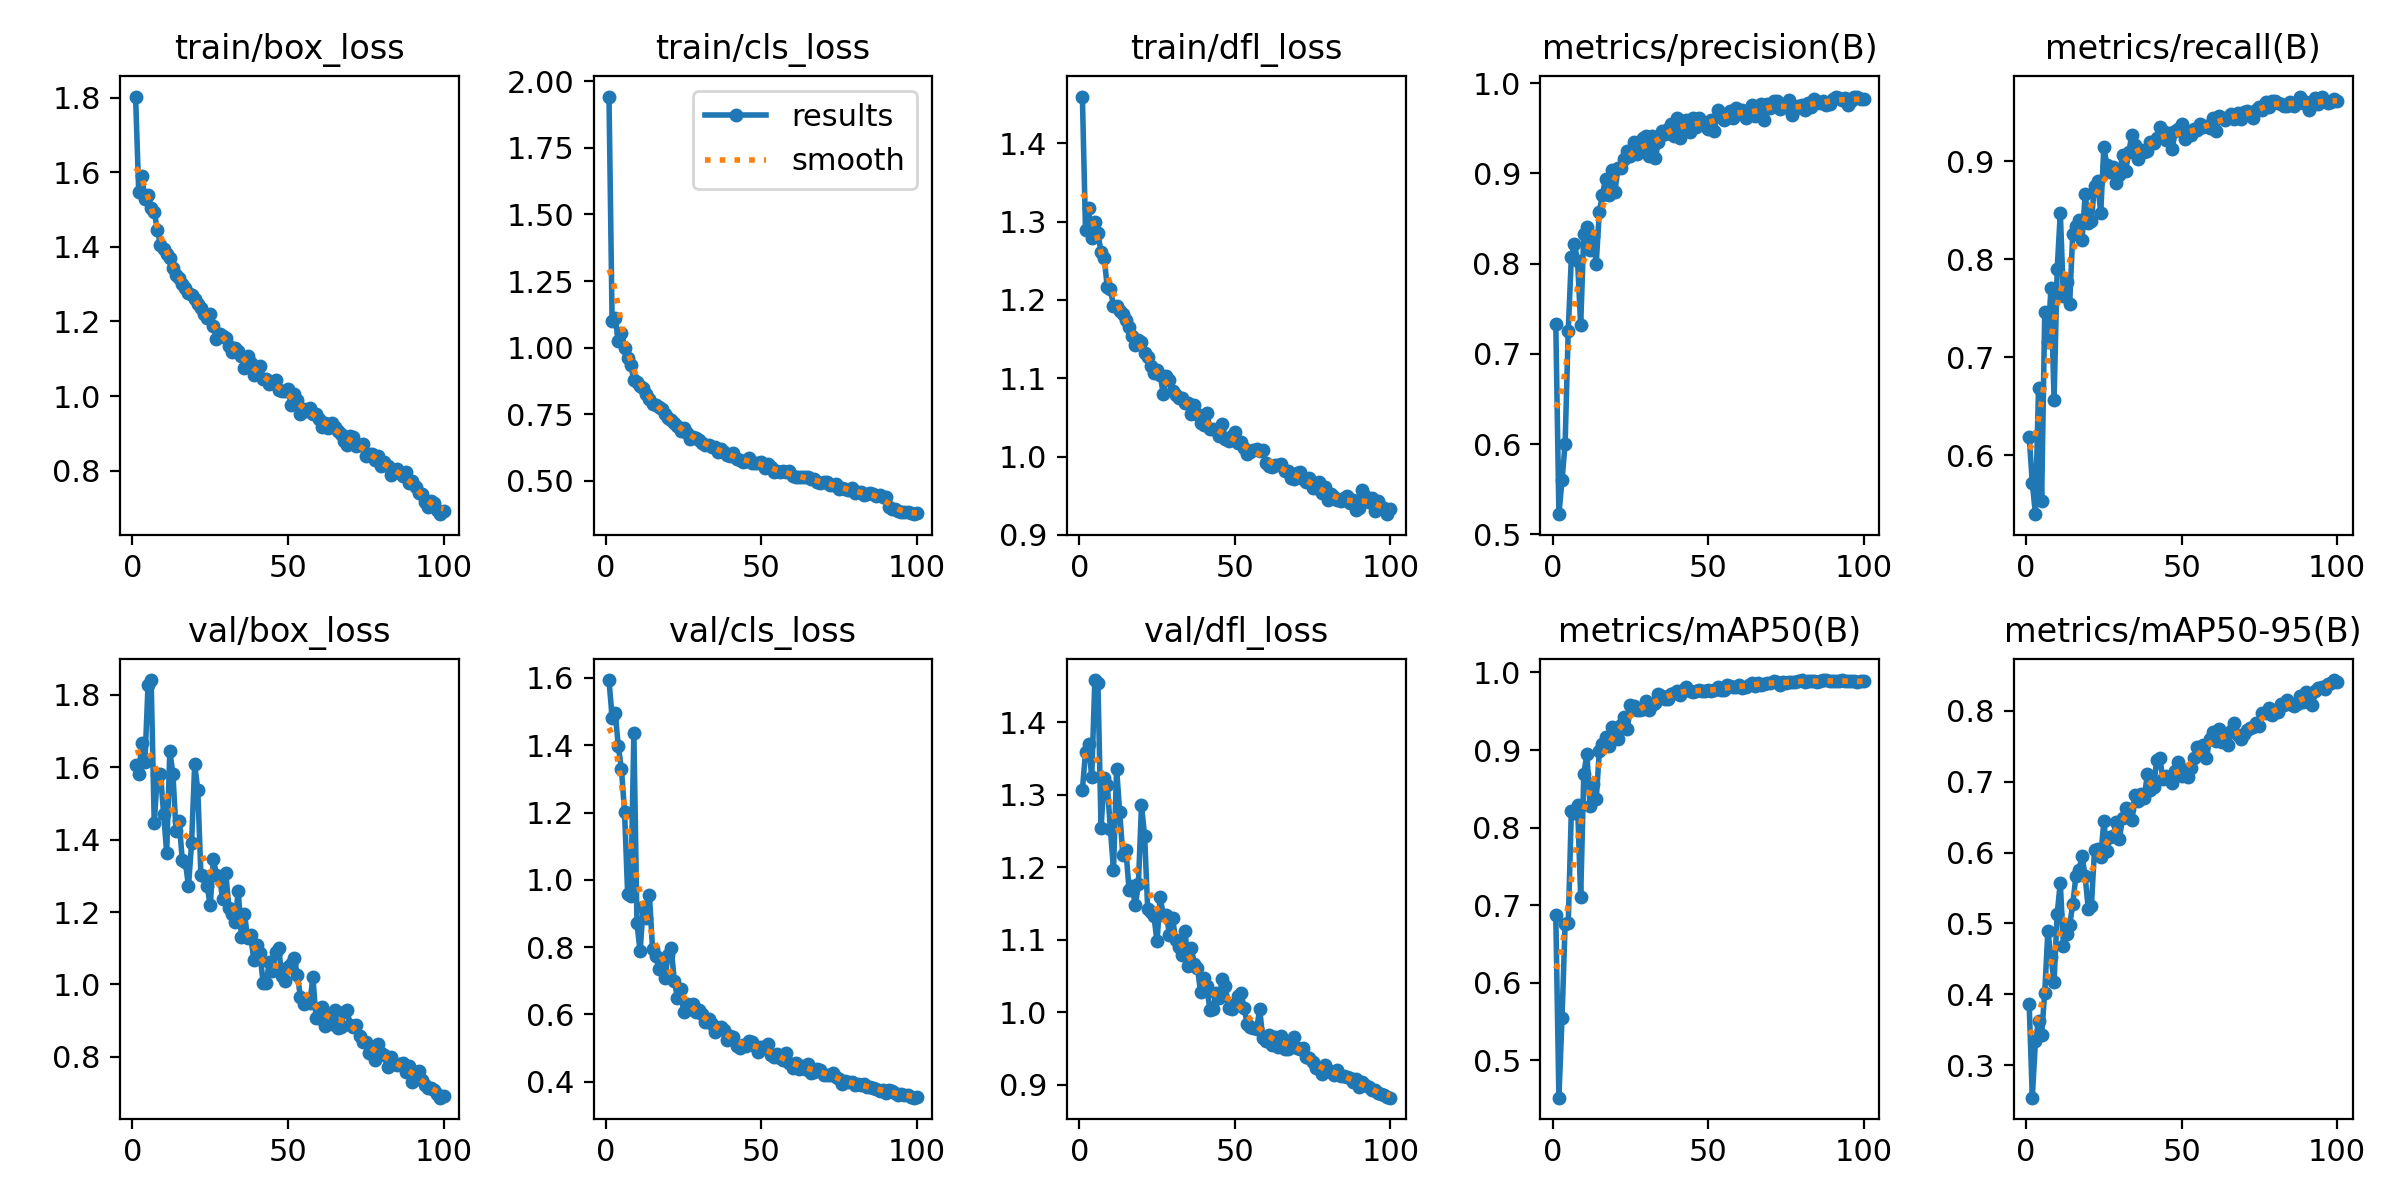 train/box_loss
1.8
1.6
1.4
1.2
1.0
0.8
0 50 100
train/cls_loss
2.00
1.75
1.50
1.25
1.00
0.75
0.50
results
smooth
0 50 100
train/dfl_loss
1.4
1.3
1.2
1.1
1.0
0.9
0 50 100
metrics/precision(B)
1.0
0.9
0.8
0.7
0.6
0.5
0 50 100
metrics/recall(B)
0.9
0.8
0.7
0.6
0 50 100
val/box_loss
1.8
1.6
1.4
1.2
1.0
0.8
0 50 100
val/cls_loss
1.6
1.4
1.2
1.0
0.8
0.6
0.4
0 50 100
val/dfl_loss
1.4
1.3
1.2
1.1
1.0
0.9
0 50 100
metrics/mAP50(B)
1.0
0.9
0.8
0.7
0.6
0.5
0 50 100
metrics/mAP50-95(B)
0.8
0.7
0.6
0.5
0.4
0.3
0 50 100